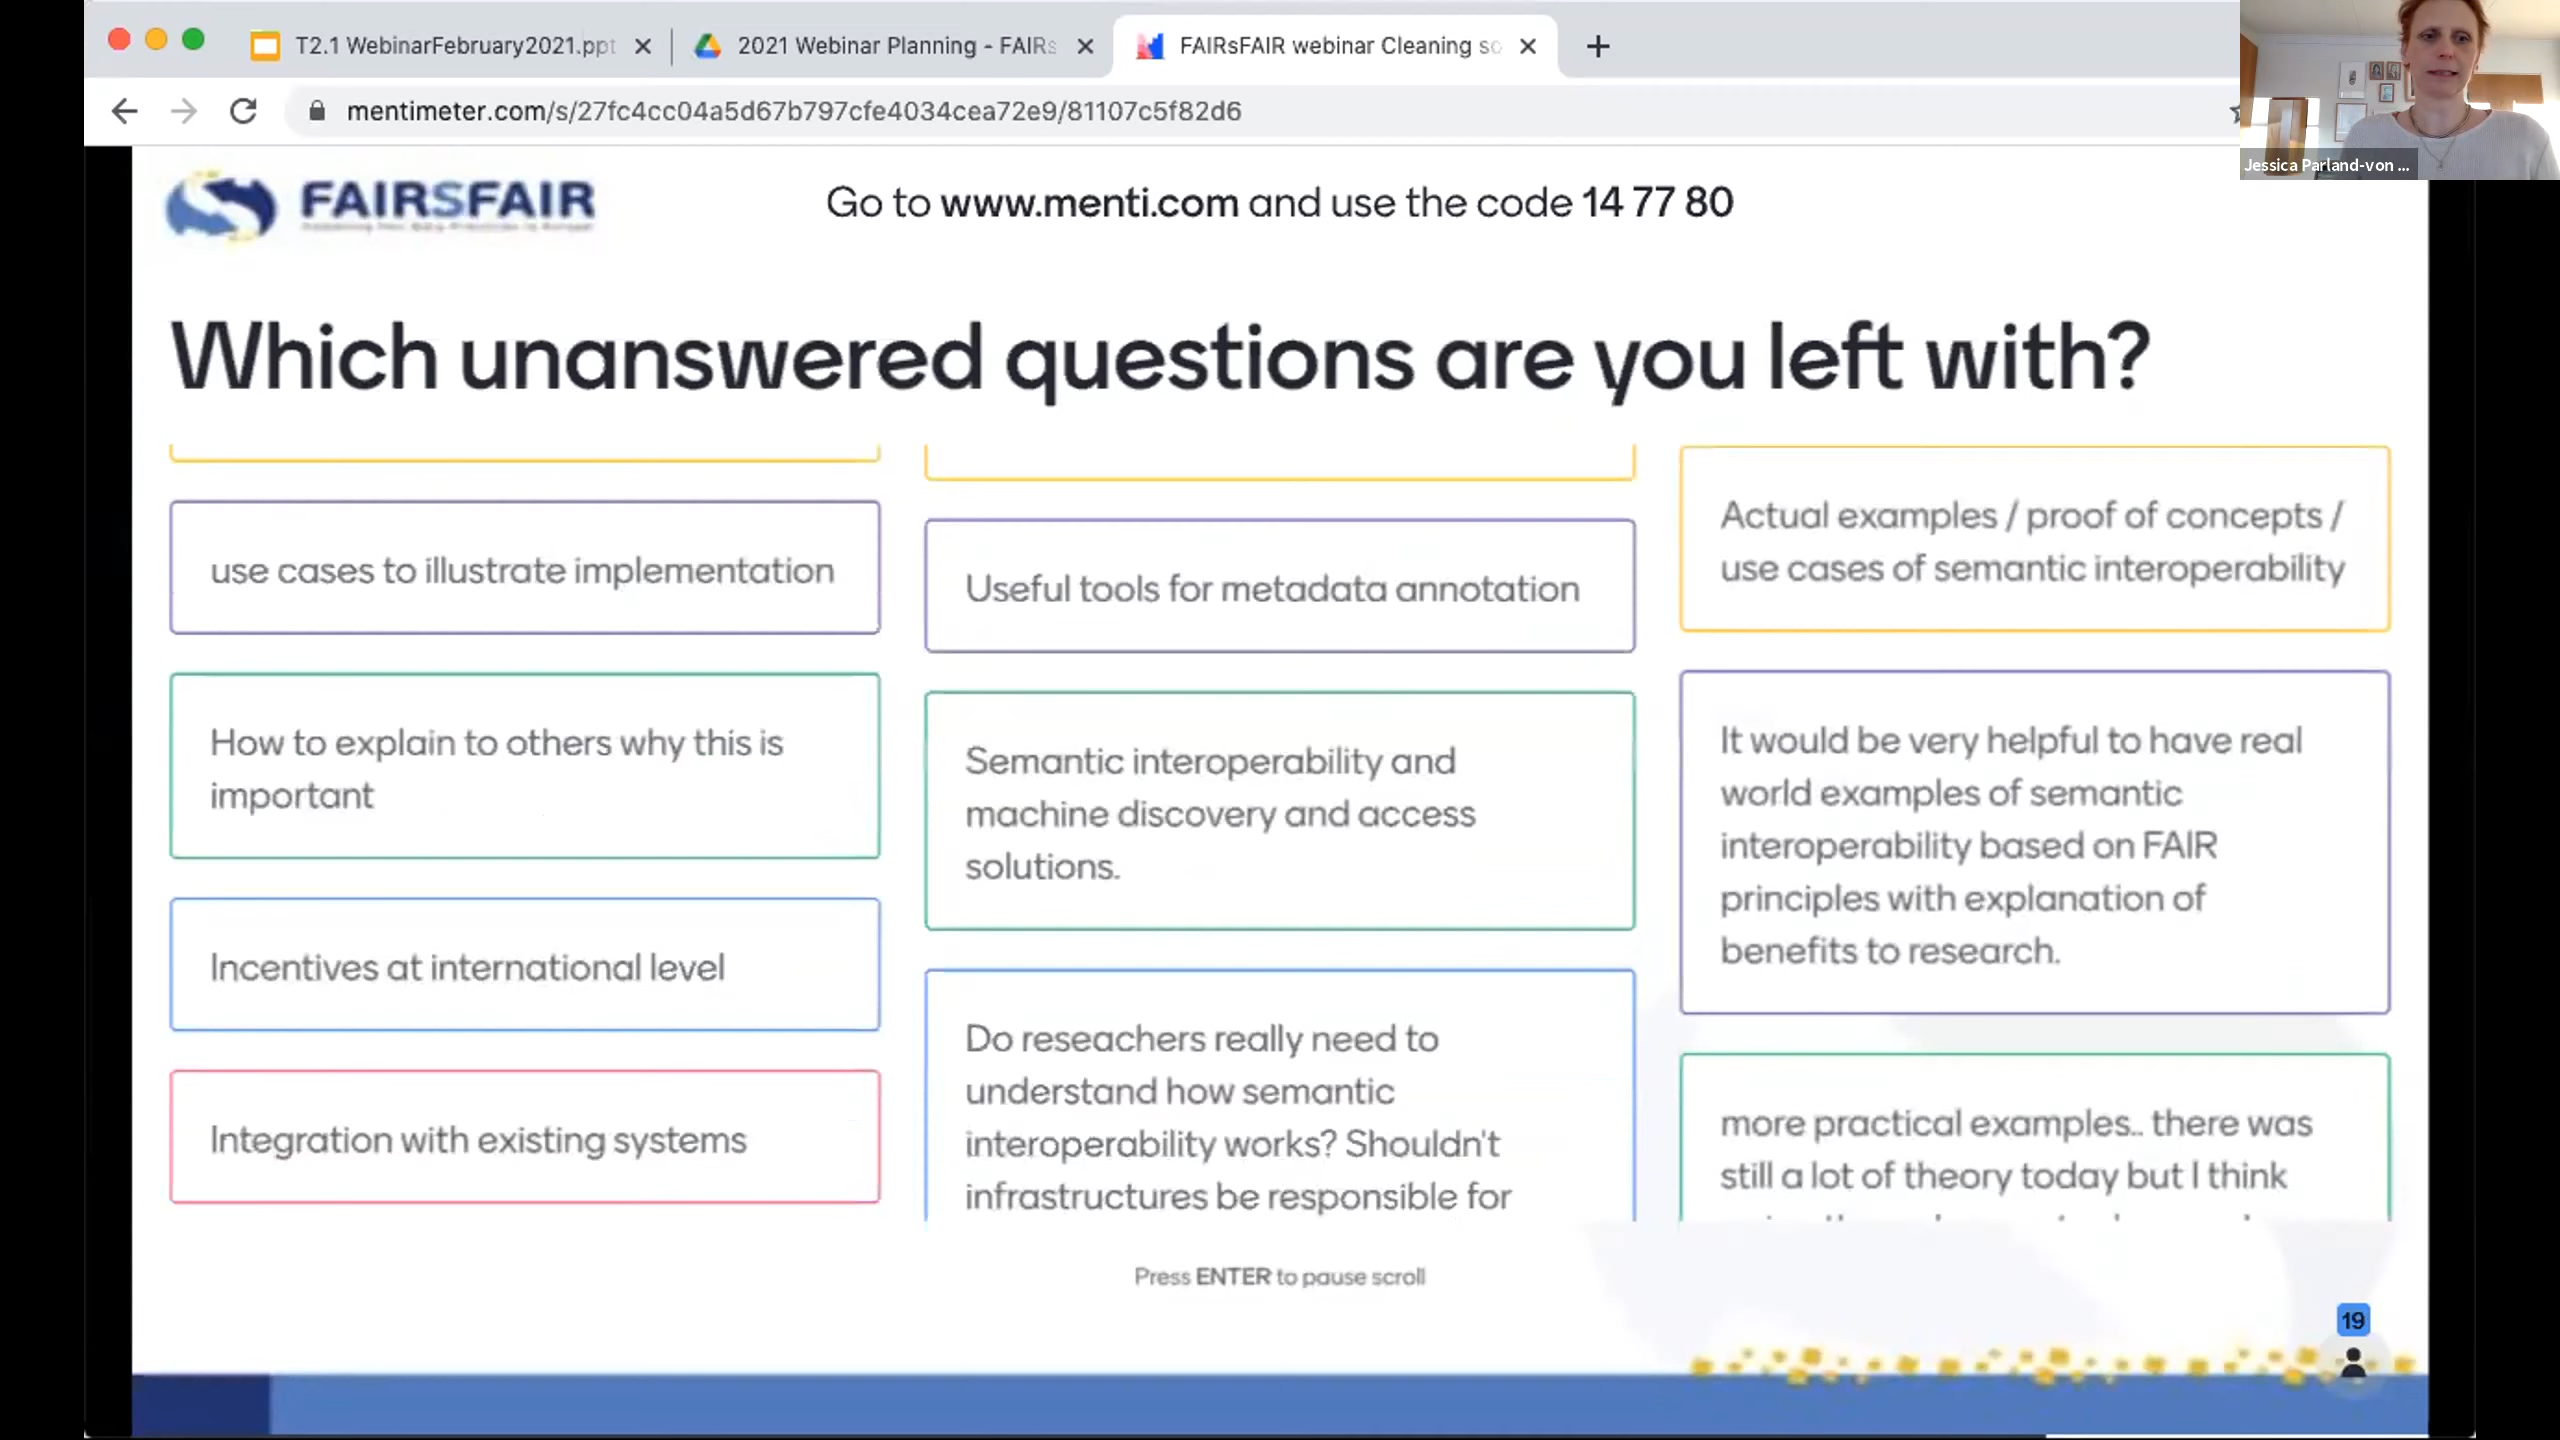 T2.1 WebinarFebruary2021.ppt
2021 Webinar Planning - FAIRs
FAIRsFAIR webinar Cleaning so
mentimeter.com/s/27fc4cc04a5d67b797cfe4034cea72e9/81107c5f82d6
Jessica Parland-von ...
FAIRSFAIR
Go to www.menti.com and use the code 14 77 80
Which unanswered questions are you left with?
use cases to illustrate implementation
How to explain to others why this is
important
Incentives at international level
Integration with existing systems
Useful tools for metadata annotation
Semantic interoperability and
machine discovery and access
solutions.
Do reseachers really need to
understand how semantic
interoperability works? Shouldn't
infrastructures be responsible for
Actual examples / proof of concepts /
use cases of semantic interoperability
It would be very helpful to have real
world examples of semantic
interoperability based on FAIR
principles with explanation of
benefits to research.
more practical examples.. there was
still a lot of theory today but I think
Press ENTER to pause scroll
19